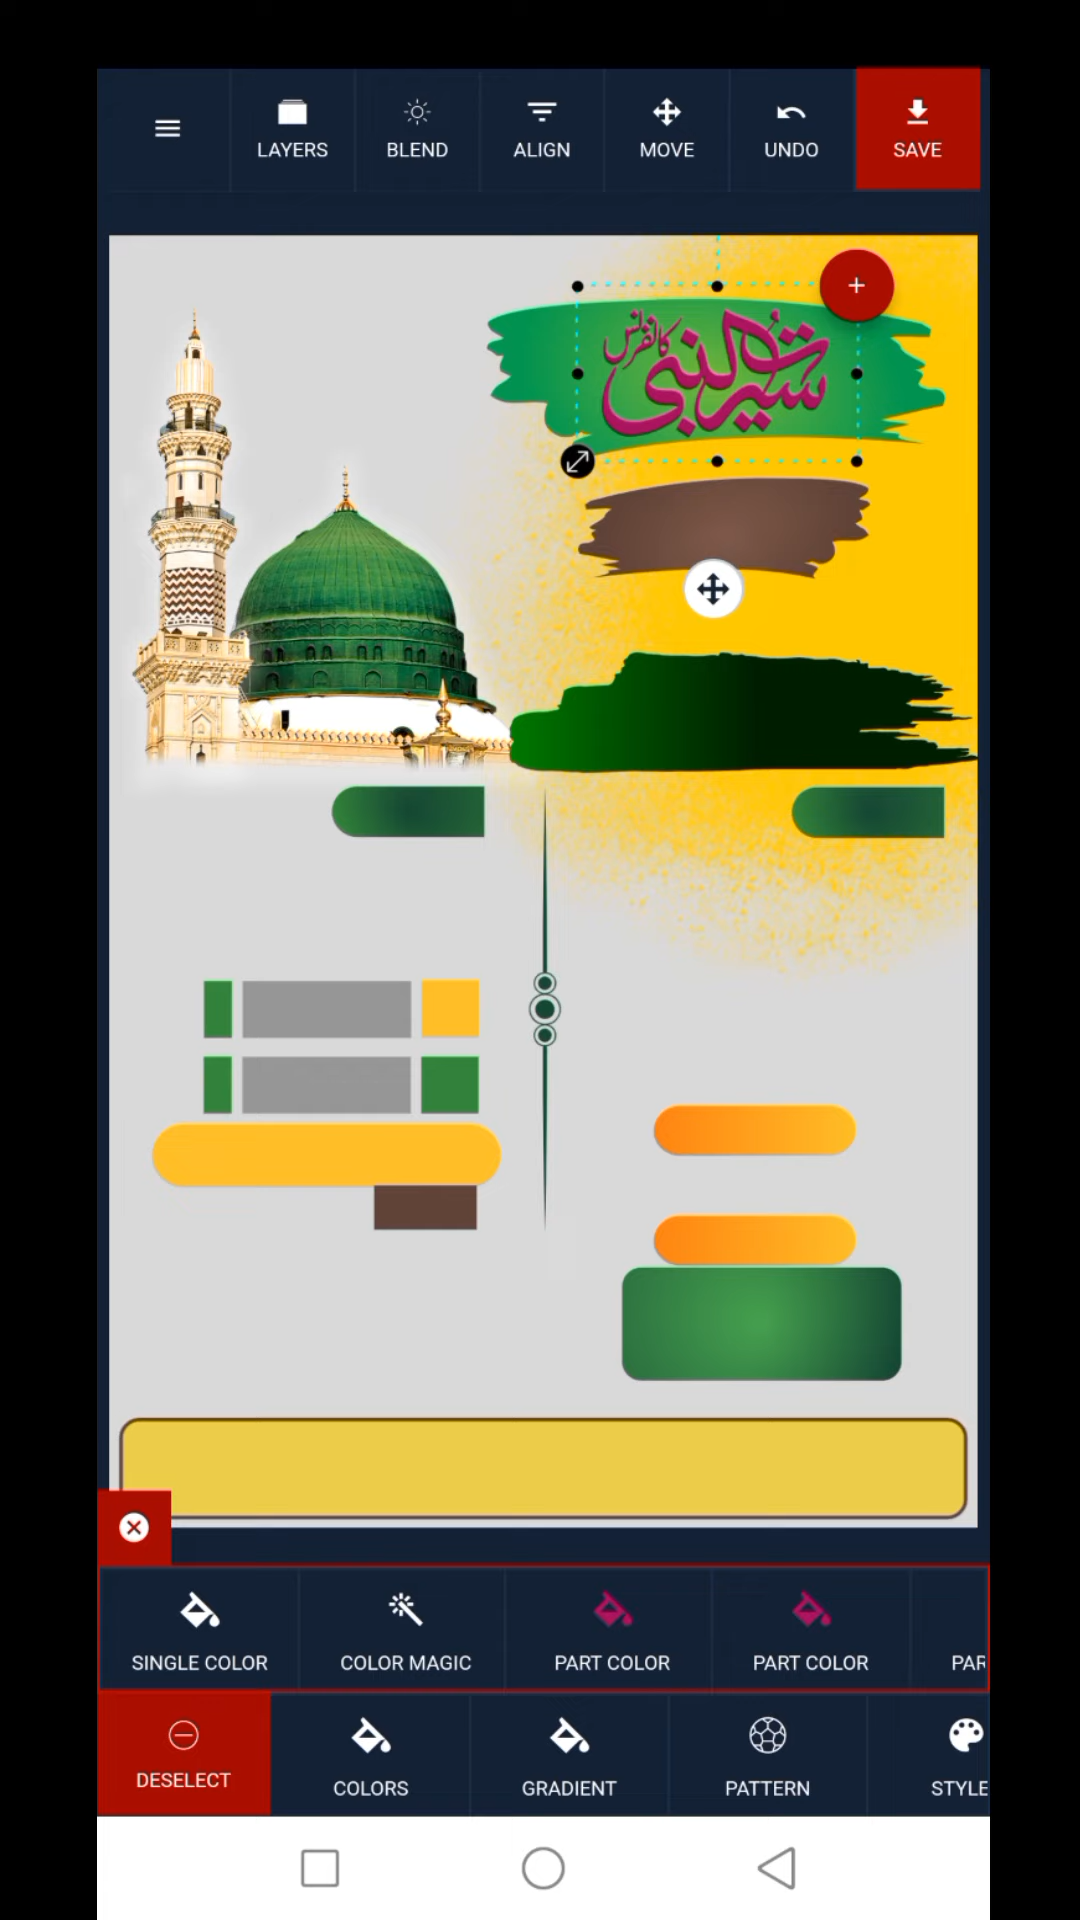 LAYERS
BLEND
ALIGN
MOVE
UNDO
SAVE
سیرت النبی
کانفرنس
SINGLE COLOR
COLOR MAGIC
PART COLOR
PART COLOR
PAR
DESELECT
COLORS
GRADIENT
PATTERN
STYLE